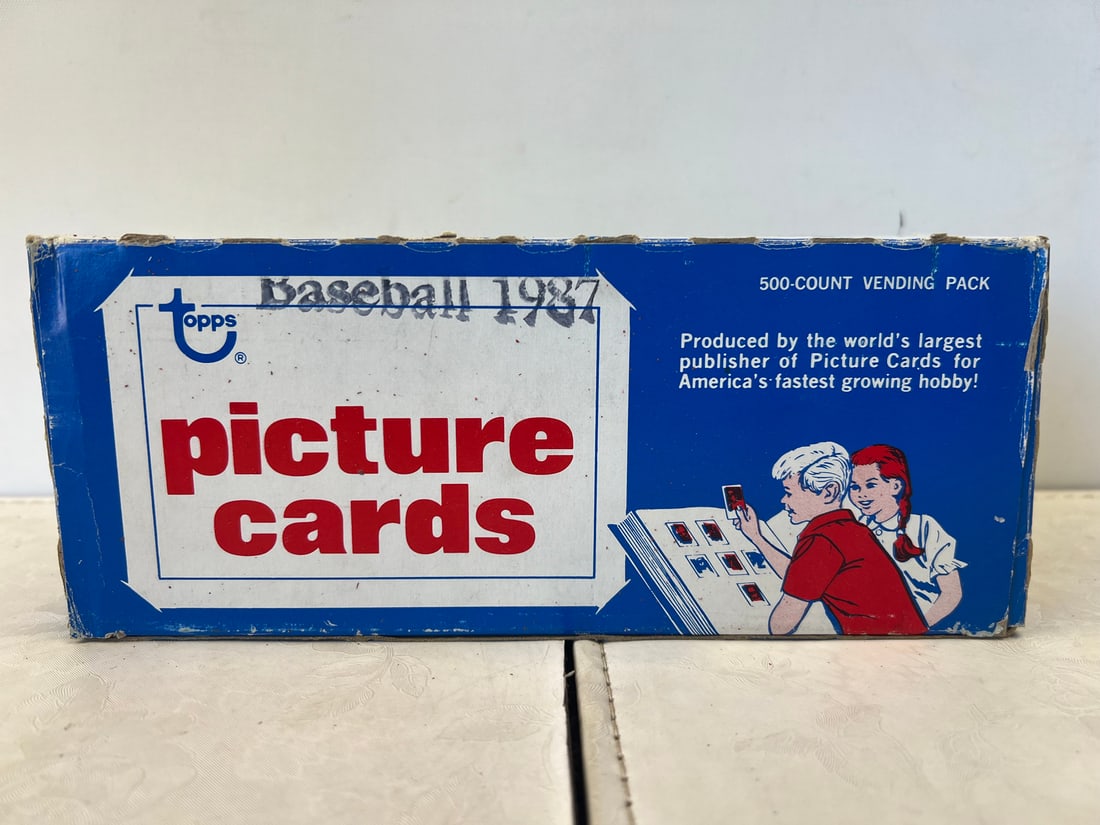 Baseball 1987
topps®
picture
cards
500-COUNT VENDING PACK
Produced by the world's largest
publisher of Picture Cards for
America's fastest growing hobby!